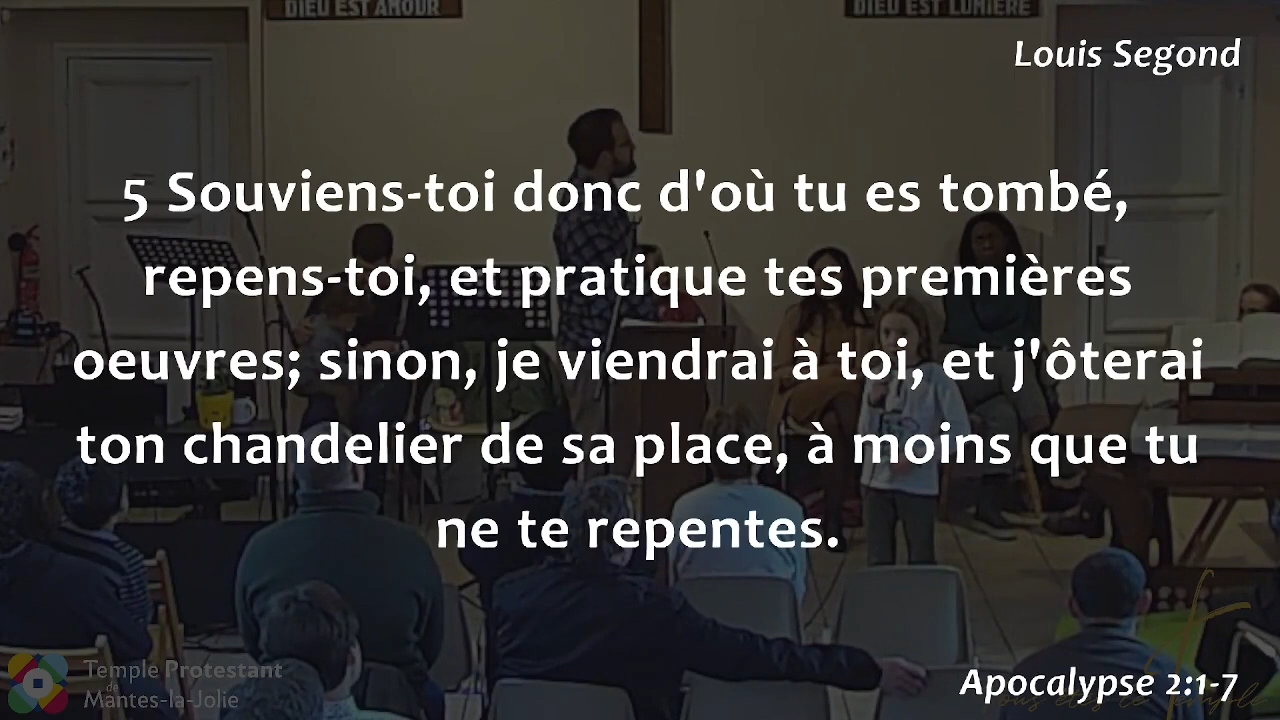 DIEU EST AMOUR
DIEU EST LUMIÈRE
Louis Segond
5 Souviens-toi donc d'où tu es tombé,
repens-toi, et pratique tes premières
oeuvres; sinon, je viendrai à toi, et j'ôterai
ton chandelier de sa place, à moins que tu
ne te repentes.
Temple Protestant
de
Mantes-la-Jolie
Apocalypse 2:1-7